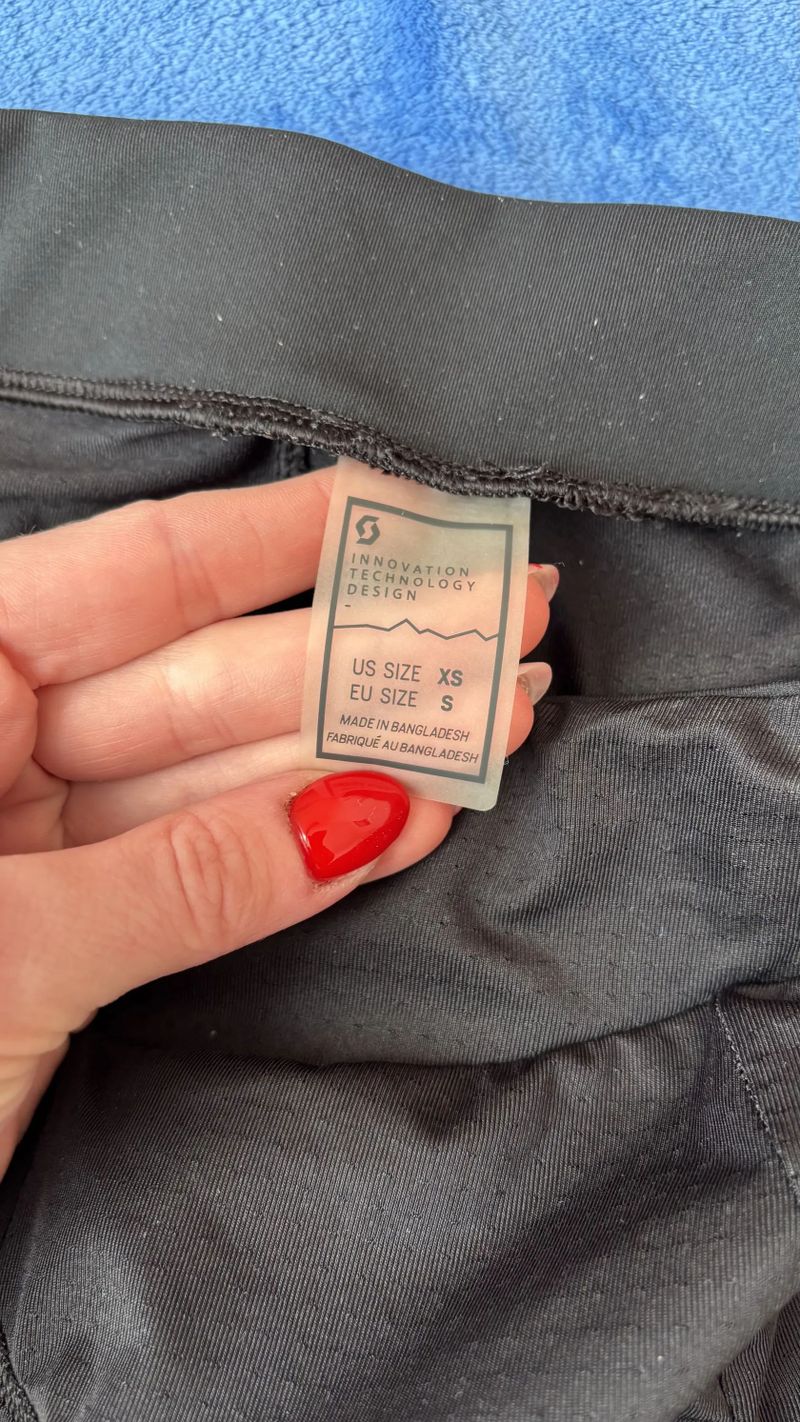 INNOVATION
TECHNOLOGY
DESIGN
-
US SIZE XS
EU SIZE S
MADE IN BANGLADESH
FABRIQUÉ AU BANGLADESH